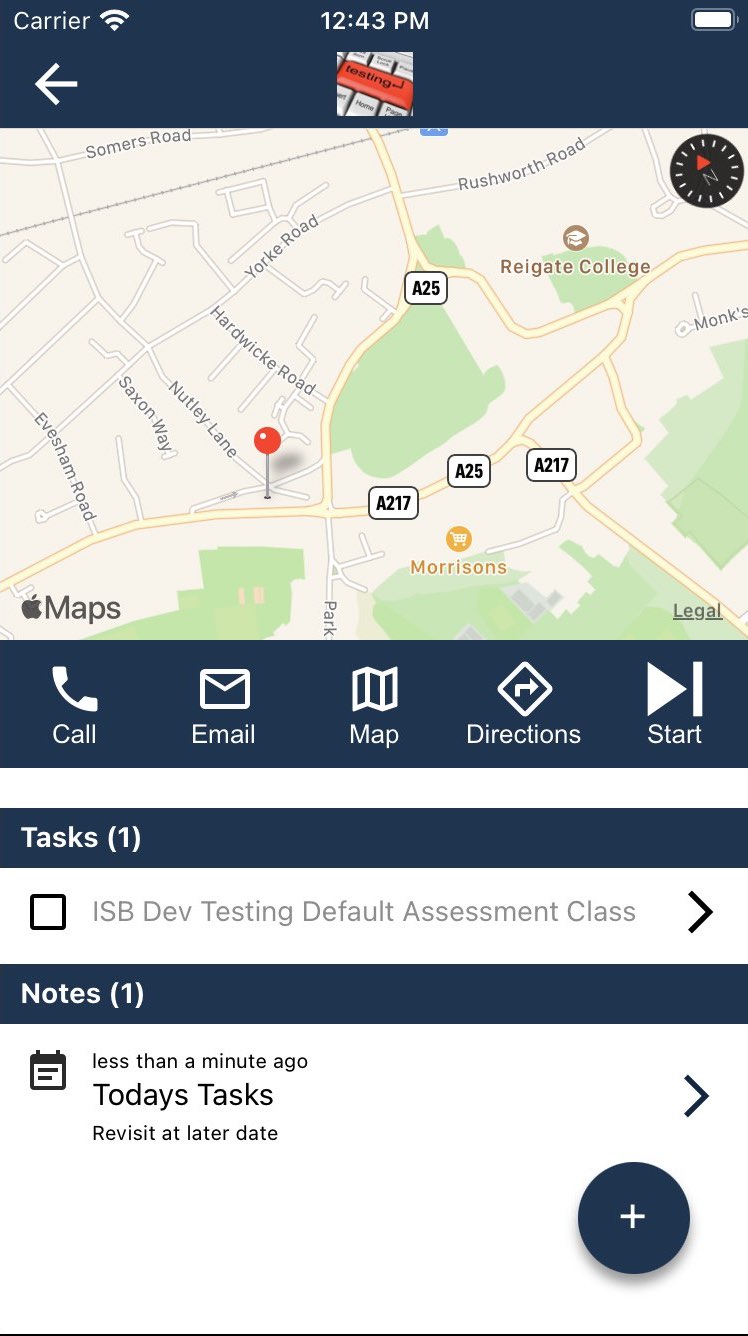 Carrier 12:43 PM
testing
Home
Somers Road
Rushworth Road
N
Yorke Road
Reigate College
A25
Hardwicke Road
Monk's
Saxon Way
Nutley Lane
Evesham Road
A25
A217
A217
Morrisons
Maps
Park
Legal
Call Email Map Directions Start
Tasks (1)
ISB Dev Testing Default Assessment Class
Notes (1)
less than a minute ago
Todays Tasks
Revisit at later date
+